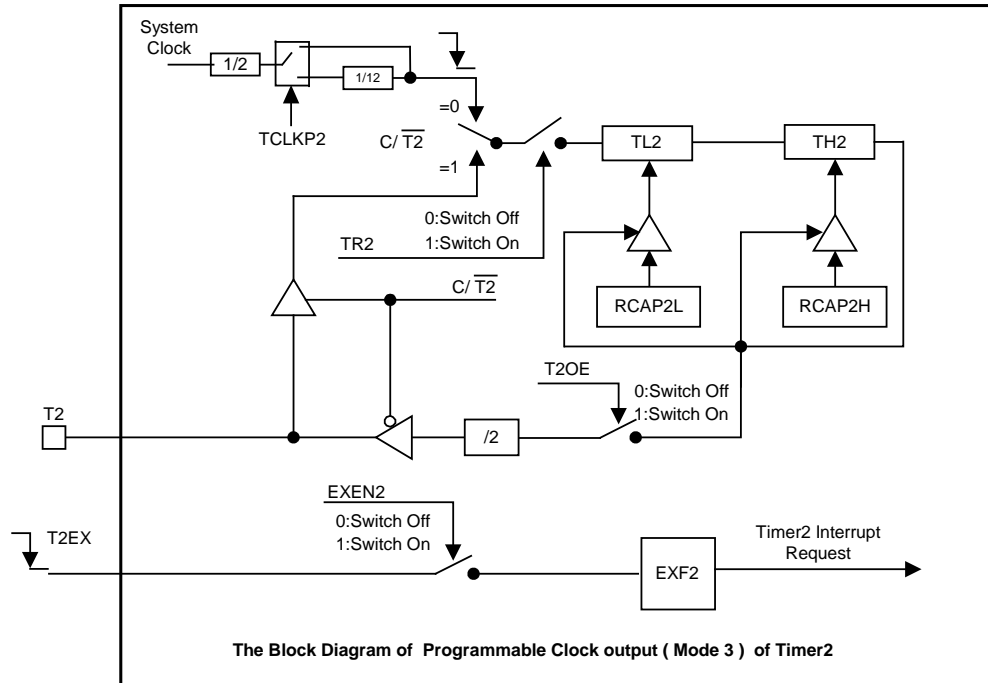 System
Clock
1/2
1/12
TCLKP2
=0
C/ T2
=1
TL2
TH2
0:Switch Off
1:Switch On
TR2
C/ T2
RCAP2L
RCAP2H
T2OE
0:Switch Off
1:Switch On
T2
/2
EXEN2
0:Switch Off
1:Switch On
T2EX
EXF2
Timer2 Interrupt
Request
The Block Diagram of Programmable Clock output ( Mode 3 ) of Timer2